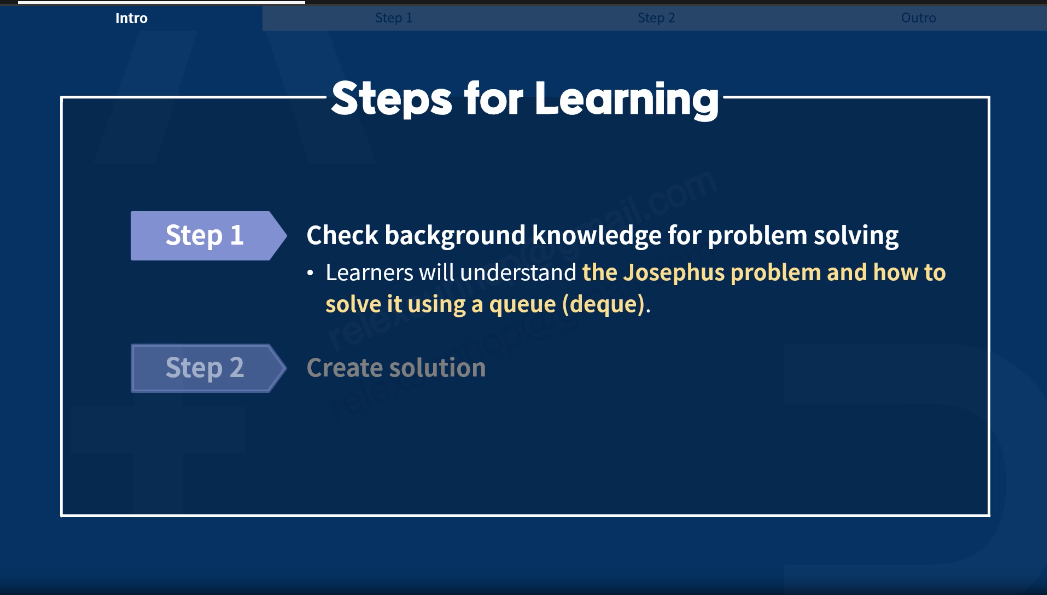 Intro
Step 1
Step 2
Outro
Steps for Learning
Step 1
Check background knowledge for problem solving
• Learners will understand the Josephus problem and how to
solve it using a queue (deque).
Step 2
Create solution